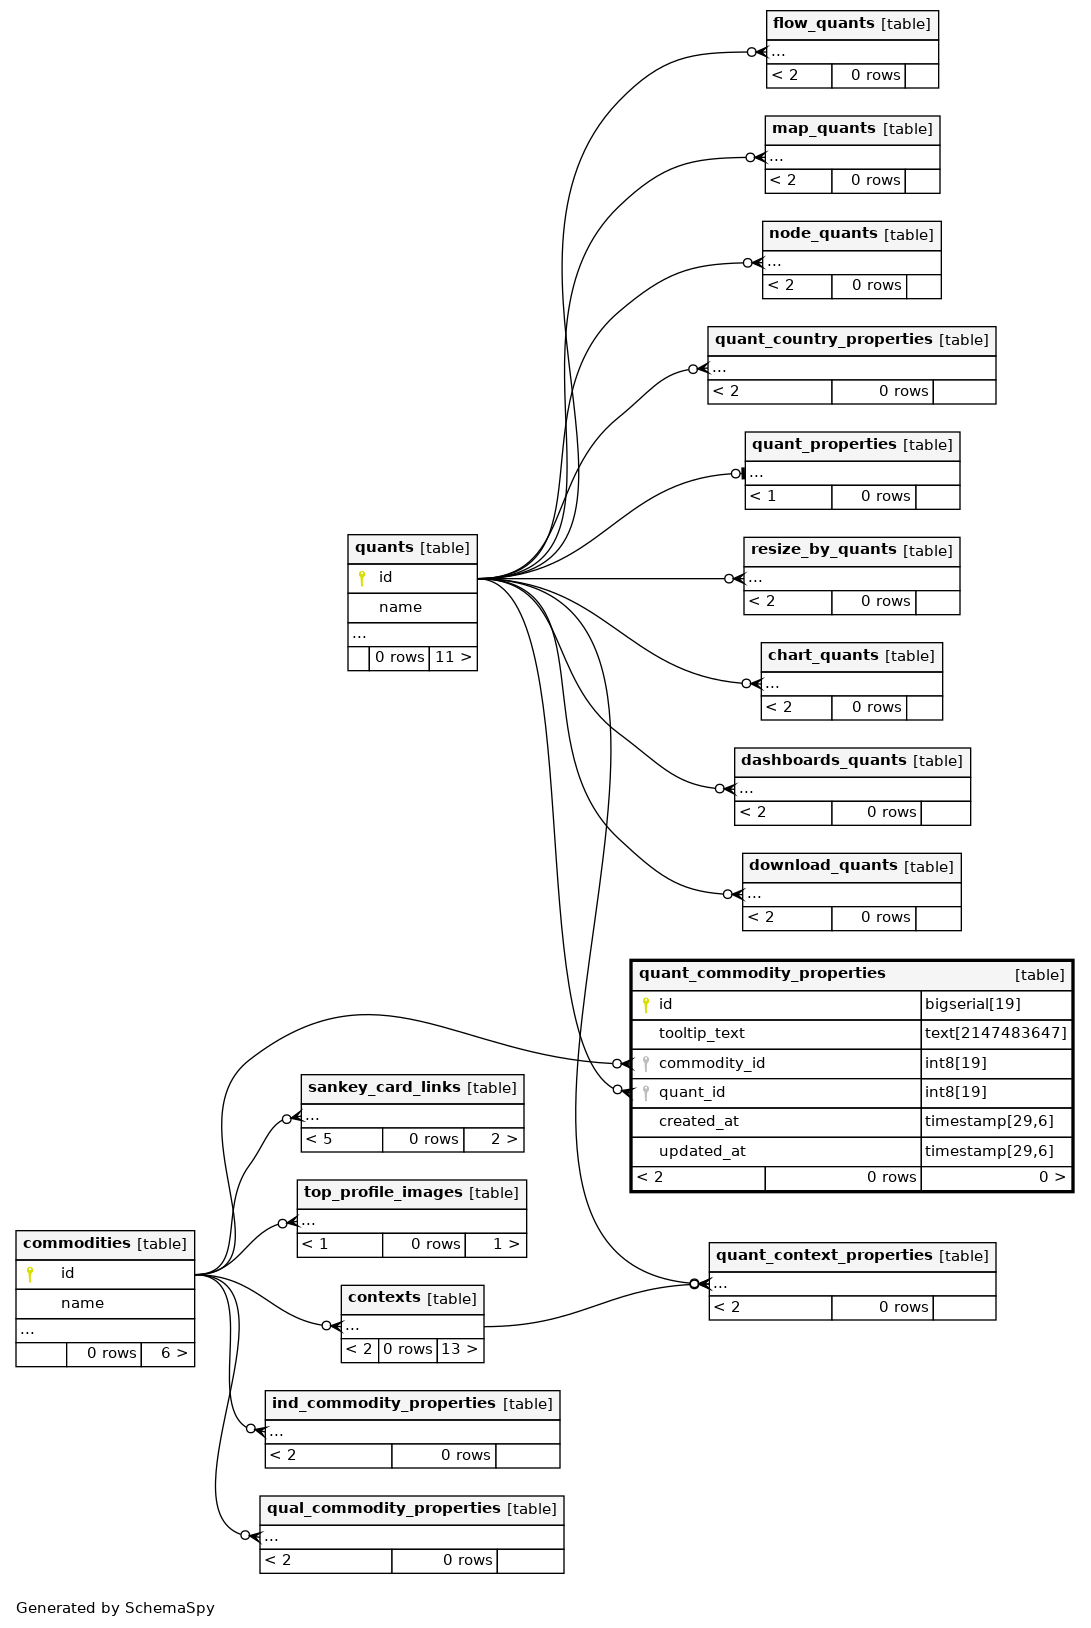 flow_quants [table]
...
< 2 0 rows
map_quants [table]
...
< 2 0 rows
node_quants [table]
...
< 2 0 rows
quant_country_properties [table]
...
< 2 0 rows
quant_properties [table]
...
< 1 0 rows
quants [table]
id
name
...
0 rows 11 >
resize_by_quants [table]
...
< 2 0 rows
chart_quants [table]
...
< 2 0 rows
dashboards_quants [table]
...
< 2 0 rows
download_quants [table]
...
< 2 0 rows
quant_commodity_properties [table]
id bigserial[19]
tooltip_text text[2147483647]
commodity_id int8[19]
quant_id int8[19]
created_at timestamp[29,6]
updated_at timestamp[29,6]
< 2 0 rows 0 >
sankey_card_links [table]
...
< 5 0 rows 2 >
top_profile_images [table]
...
< 1 0 rows 1 >
commodities [table]
id
name
...
0 rows 6 >
contexts [table]
...
< 2 0 rows 13 >
quant_context_properties [table]
...
< 2 0 rows
ind_commodity_properties [table]
...
< 2 0 rows
qual_commodity_properties [table]
...
< 2 0 rows
Generated by SchemaSpy